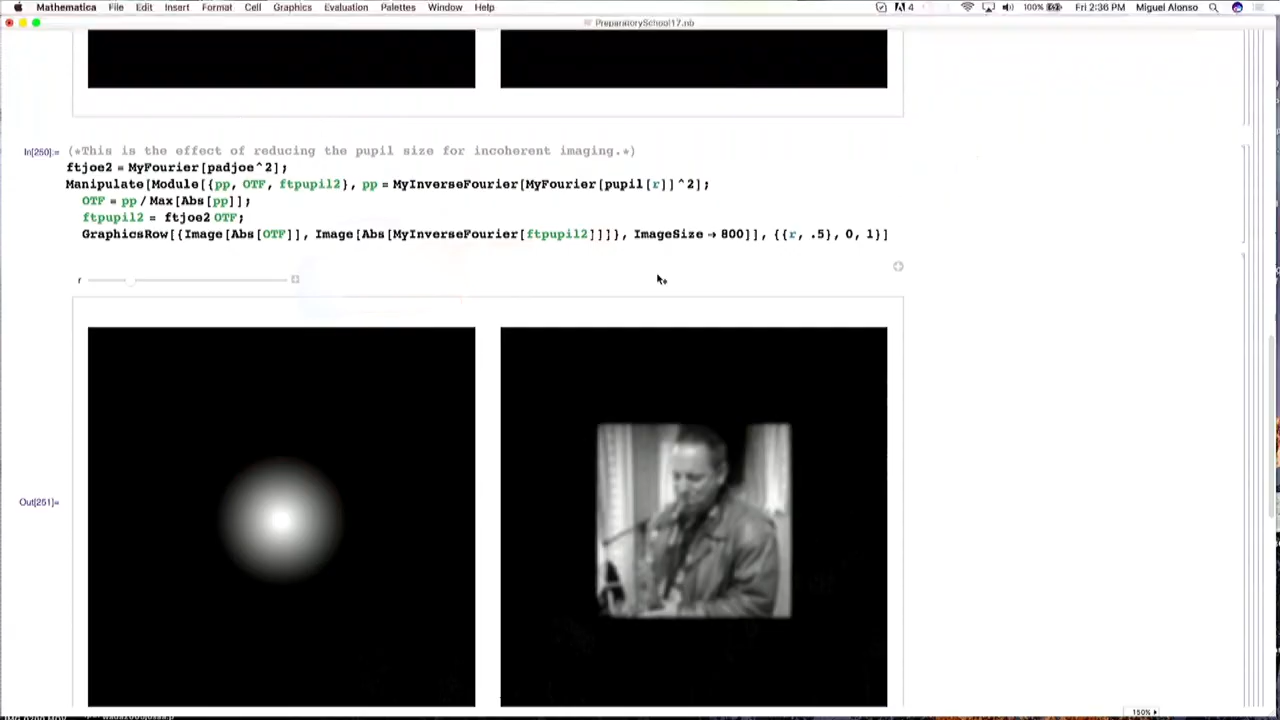 Mathematica File Edit Insert Format Cell Graphics Evaluation Palettes Window Help 4 100% Fri 2:36 PM Miguel Alonso
PreparatorySchool17.nb
In[250]:= (*This is the effect of reducing the pupil size for incoherent imaging.*)
ftjoe2 = MyFourier[padjoe^2];
Manipulate[Module[{pp, OTF, ftpupil2}, pp = MyInverseFourier[MyFourier[pupil[r]]^2];
OTF = pp / Max[Abs[pp]];
ftpupil2 = ftjoe2 OTF;
GraphicsRow[{Image[Abs[OTF]], Image[Abs[MyInverseFourier[ftpupil2]]]}, ImageSize → 800]], {{r, .5}, 0, 1}]
r
Out[251]=
150%